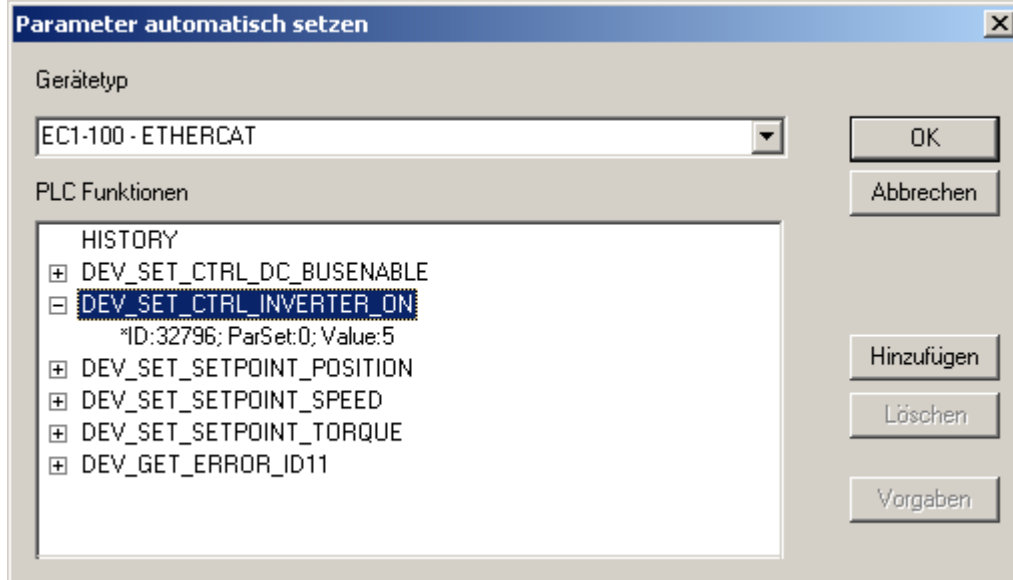 Parameter automatisch setzen
Gerätetyp
EC1-100 - ETHERCAT
OK
Abbrechen
PLC Funktionen
HISTORY
DEV_SET_CTRL_DC_BUSENABLE
DEV_SET_CTRL_INVERTER_ON
*ID:32796; ParSet:0; Value:5
DEV_SET_SETPOINT_POSITION
DEV_SET_SETPOINT_SPEED
DEV_SET_SETPOINT_TORQUE
DEV_GET_ERROR_ID11
Hinzufügen
Löschen
Vorgaben